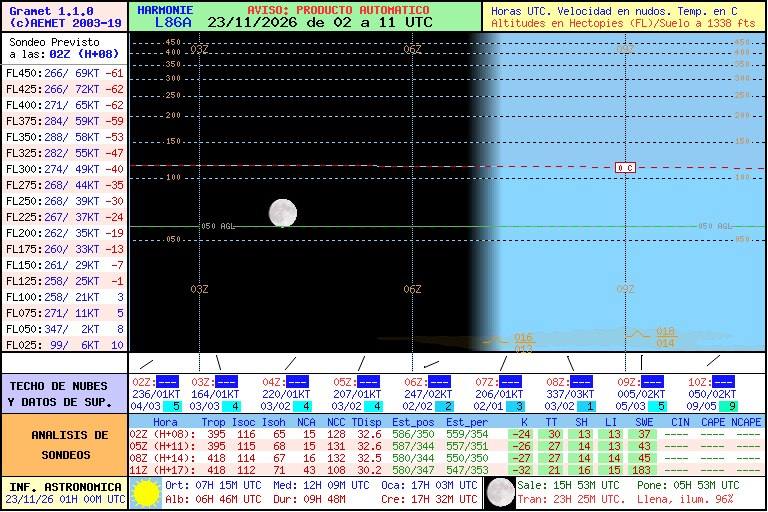 Gramet 1.1.0
(c)AEMET 2003-19
HARMONIE
L86A
AVISO: PRODUCTO AUTOMATICO
23/11/2026 de 02 a 11 UTC
Horas UTC. Velocidad en nudos. Temp. en C
Altitudes en Hectopies (FL)/Suelo a 1338 fts
Sondeo Previsto
a las: 02Z (H+08)
FL450: 266/ 69KT -61
FL425: 266/ 72KT -62
FL400: 271/ 65KT -62
FL375: 284/ 59KT -59
FL350: 288/ 58KT -53
FL325: 282/ 55KT -47
FL300: 274/ 49KT -40
FL275: 268/ 44KT -35
FL250: 268/ 39KT -30
FL225: 267/ 37KT -24
FL200: 262/ 35KT -19
FL175: 260/ 33KT -13
FL150: 261/ 29KT -7
FL125: 258/ 25KT -1
FL100: 258/ 21KT 3
FL075: 271/ 11KT 5
FL050: 347/ 2KT 8
FL025: 99/ 6KT 10
450 03Z 06Z 09Z 450
400 400
350 350
300 300
250 250
200 200
150 150
0 C
100 100
050 AGL 050 AGL
050 050
03Z 06Z 09Z
016 018
013 014
TECHO DE NUBES
Y DATOS DE SUP.
02Z: --- 03Z: --- 04Z: --- 05Z: --- 06Z: --- 07Z: --- 08Z: --- 09Z: --- 10Z: ---
236/01KT 164/01KT 220/01KT 207/01KT 247/02KT 206/01KT 337/03KT 005/02KT 050/02KT
04/03 5 03/03 4 03/02 4 03/02 4 02/02 2 02/01 3 03/02 1 05/03 5 09/05 9
ANALISIS DE
SONDEOS
Hora Trop Isoc Isoh NCA NCC TDisp Est_pos Est_per K TT SH LI SWE CIN CAPE NCAPE
02Z (H+08): 395 116 65 15 128 32.6 586/350 559/354 -24 30 13 13 37 ---- ---- ----
05Z (H+11): 395 115 68 15 131 32.6 587/344 550/351 -26 27 14 13 43 ---- ---- ----
08Z (H+14): 418 114 67 16 132 32.5 580/344 550/350 -27 27 14 14 45 ---- ---- ----
11Z (H+17): 418 112 71 43 108 30.2 580/347 547/353 -32 21 16 15 183 ---- ---- ----
INF. ASTRONOMICA
23/11/26 01H 00M UTC
Ort: 07H 15M UTC Med: 12H 09M UTC Oca: 17H 03M UTC
Alb: 06H 46M UTC Dur: 09H 48M Cre: 17H 32M UTC
Sale: 15H 53M UTC Pone: 05H 53M UTC
Tran: 23H 25M UTC. Llena, ilum. 96%